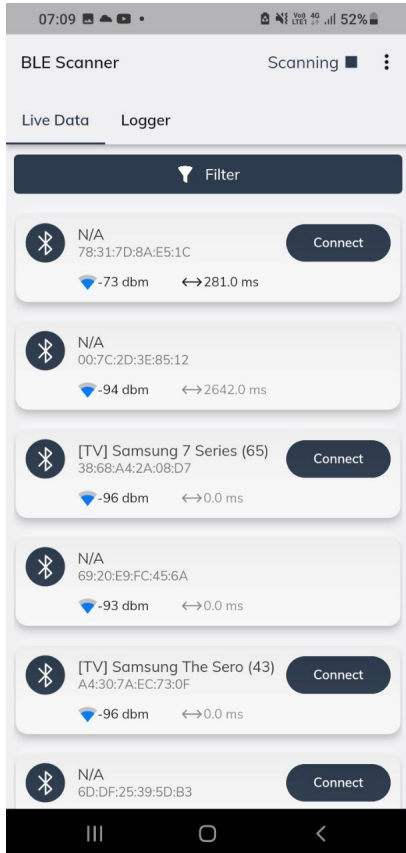 07:09 52%
BLE Scanner Scanning
Live Data Logger
Filter
N/A
78:31:7D:8A:E5:1C
Connect
-73 dbm 281.0 ms
N/A
00:7C:2D:3E:85:12
-94 dbm 2642.0 ms
[TV] Samsung 7 Series (65)
38:68:A4:2A:08:D7
Connect
-96 dbm 0.0 ms
N/A
69:20:E9:FC:45:6A
-93 dbm 0.0 ms
[TV] Samsung The Sero (43)
A4:30:7A:EC:73:0F
Connect
-96 dbm 0.0 ms
N/A
6D:DF:25:39:5D:B3
Connect